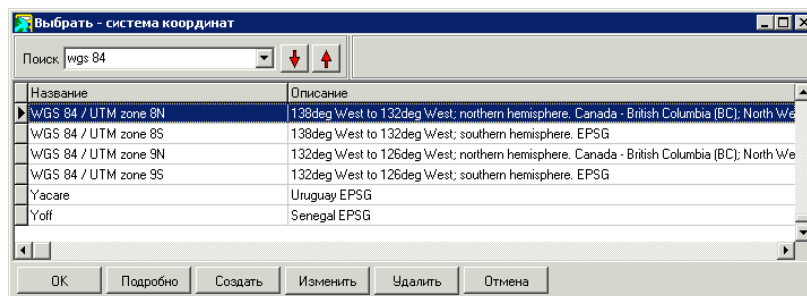 Выбрать - система координат
Поиск wgs 84
Название Описание
WGS 84 / UTM zone 8N 138deg West to 132deg West; northern hemisphere. Canada - British Columbia (BC); North We
WGS 84 / UTM zone 8S 138deg West to 132deg West; southern hemisphere. EPSG
WGS 84 / UTM zone 9N 132deg West to 126deg West; northern hemisphere. Canada - British Columbia (BC); North We
WGS 84 / UTM zone 9S 132deg West to 126deg West; southern hemisphere. EPSG
Yacare Uruguay EPSG
Yoff Senegal EPSG
OK Подробно Создать Изменить Удалить Отмена